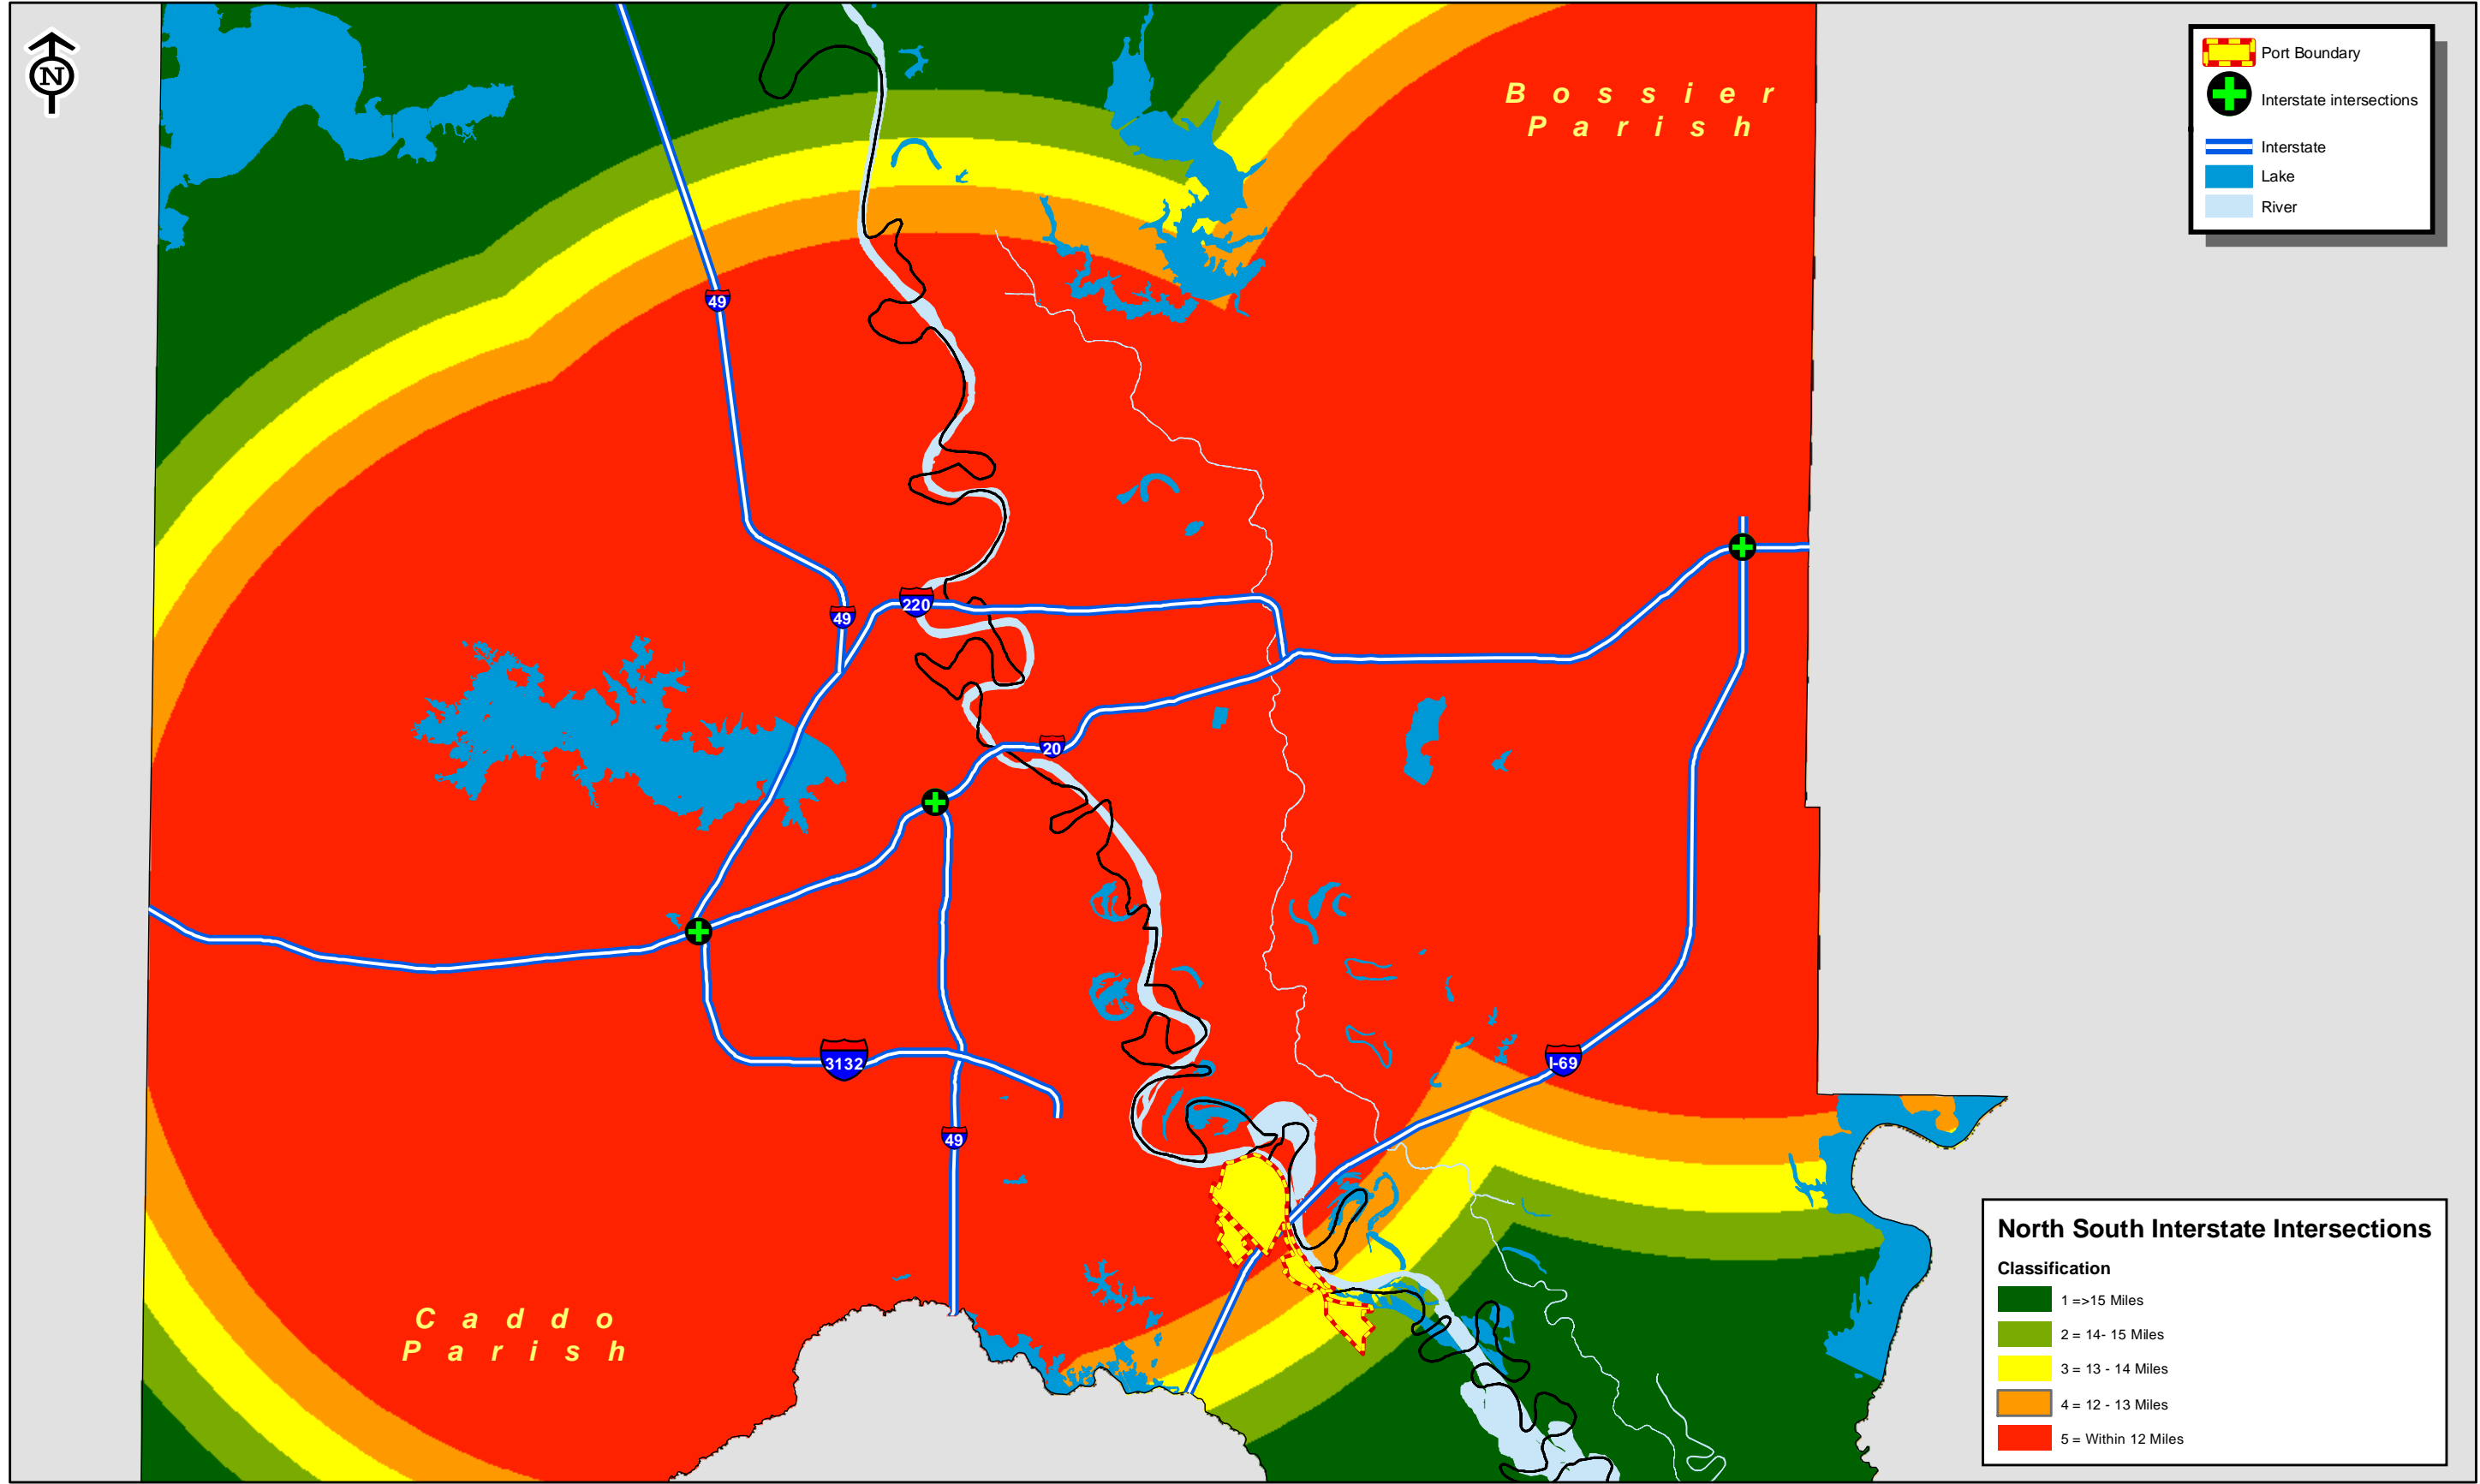 N
B o s s i e r
P a r i s h
Port Boundary
Interstate intersections
Interstate
Lake
River
49
49
220
20
3132
I-69
49
C a d d o
P a r i s h
North South Interstate Intersections
Classification
1 =>15 Miles
2 = 14- 15 Miles
3 = 13 - 14 Miles
4 = 12 - 13 Miles
5 = Within 12 Miles